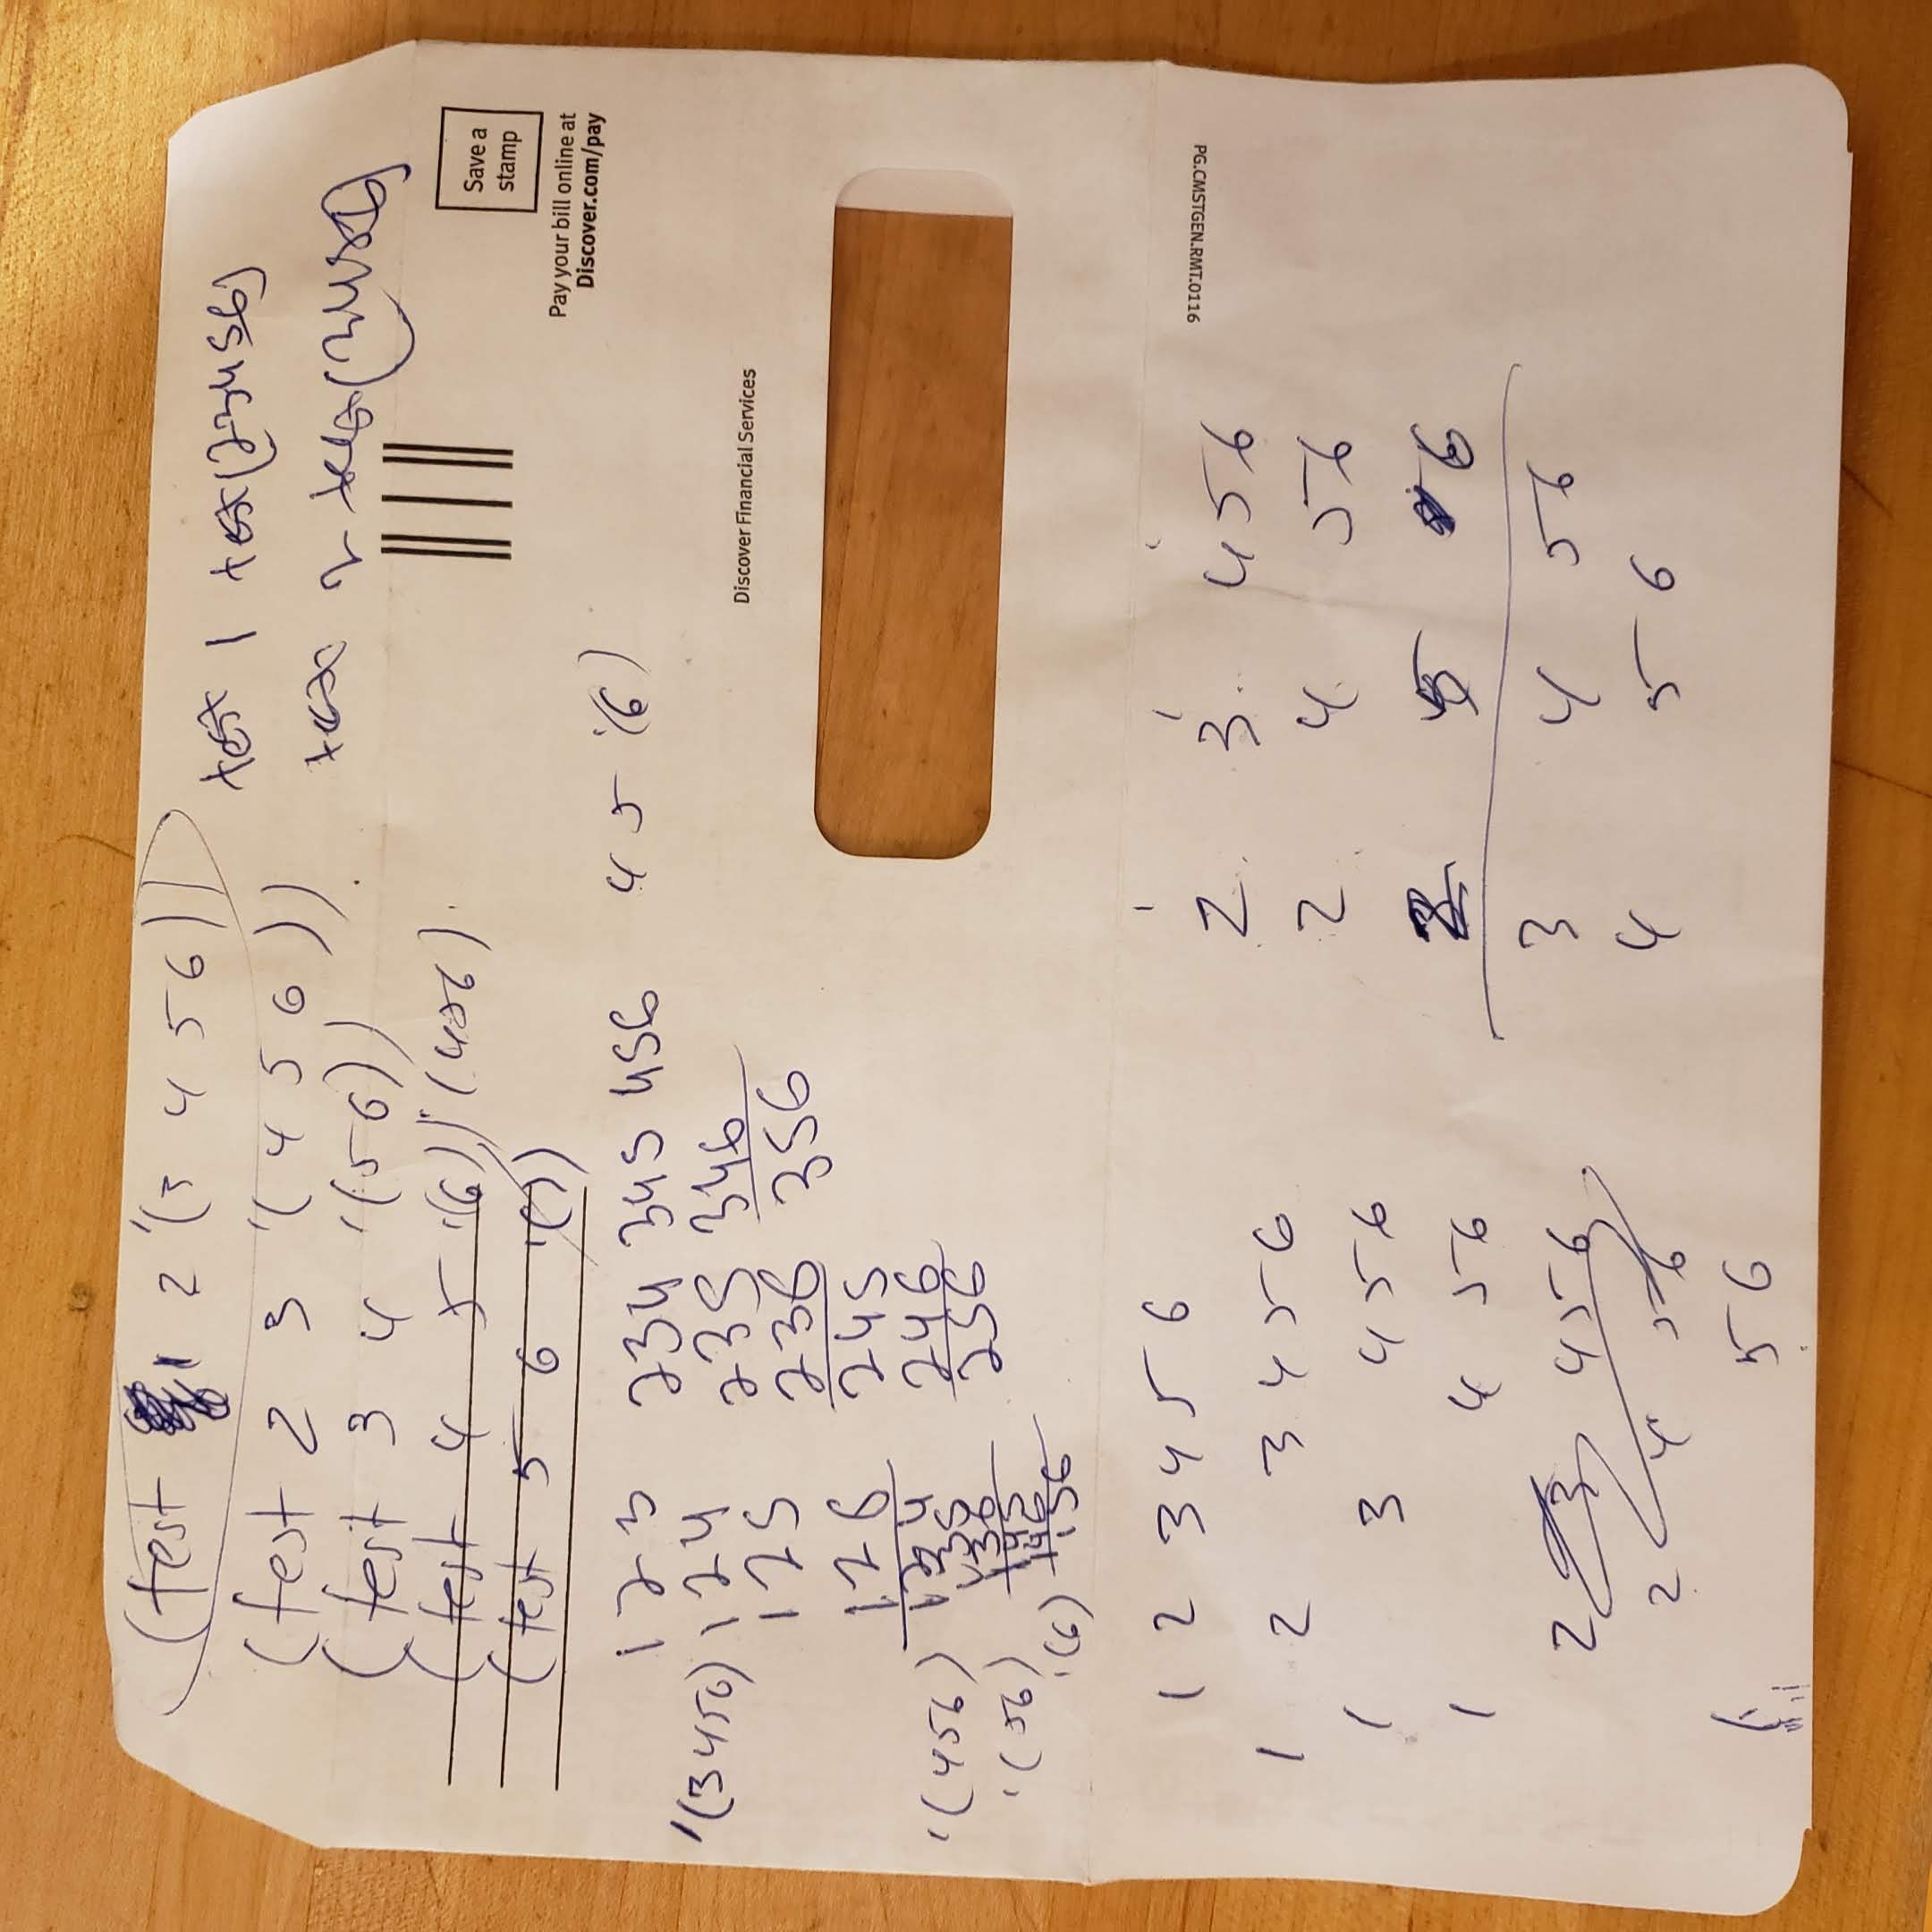 (test 1 2 '(3 4 5 6))
(test 2 3 '(4 5 6))
(test 3 4 '(5 6))
(test 4 5 '(6)) '(456)
(test 5 6 '())
test 1 test(23456)
test 2 test(3456)
Save a
stamp
Pay your bill online at
Discover.com/pay
Discover Financial Services
1 2 3 234 345 456 4 5 '(6)
'(3456) 124 235 346
125 236 356
126 245
134 246
'(456) 135 256
136
'(56) 145
146
'(6) 156
PG.CMSTGEN.RMT.0116
1 2 3 4 5 6
1 2 3 4 5 6
1 3 4 5 6
1 4 5 6
2 3 4 5 6
2 4 5 6
1 5 6
1 1 1
2 3 4 5 6
2 4 5 6
2 5 6
3 4 5 6
4 5 6